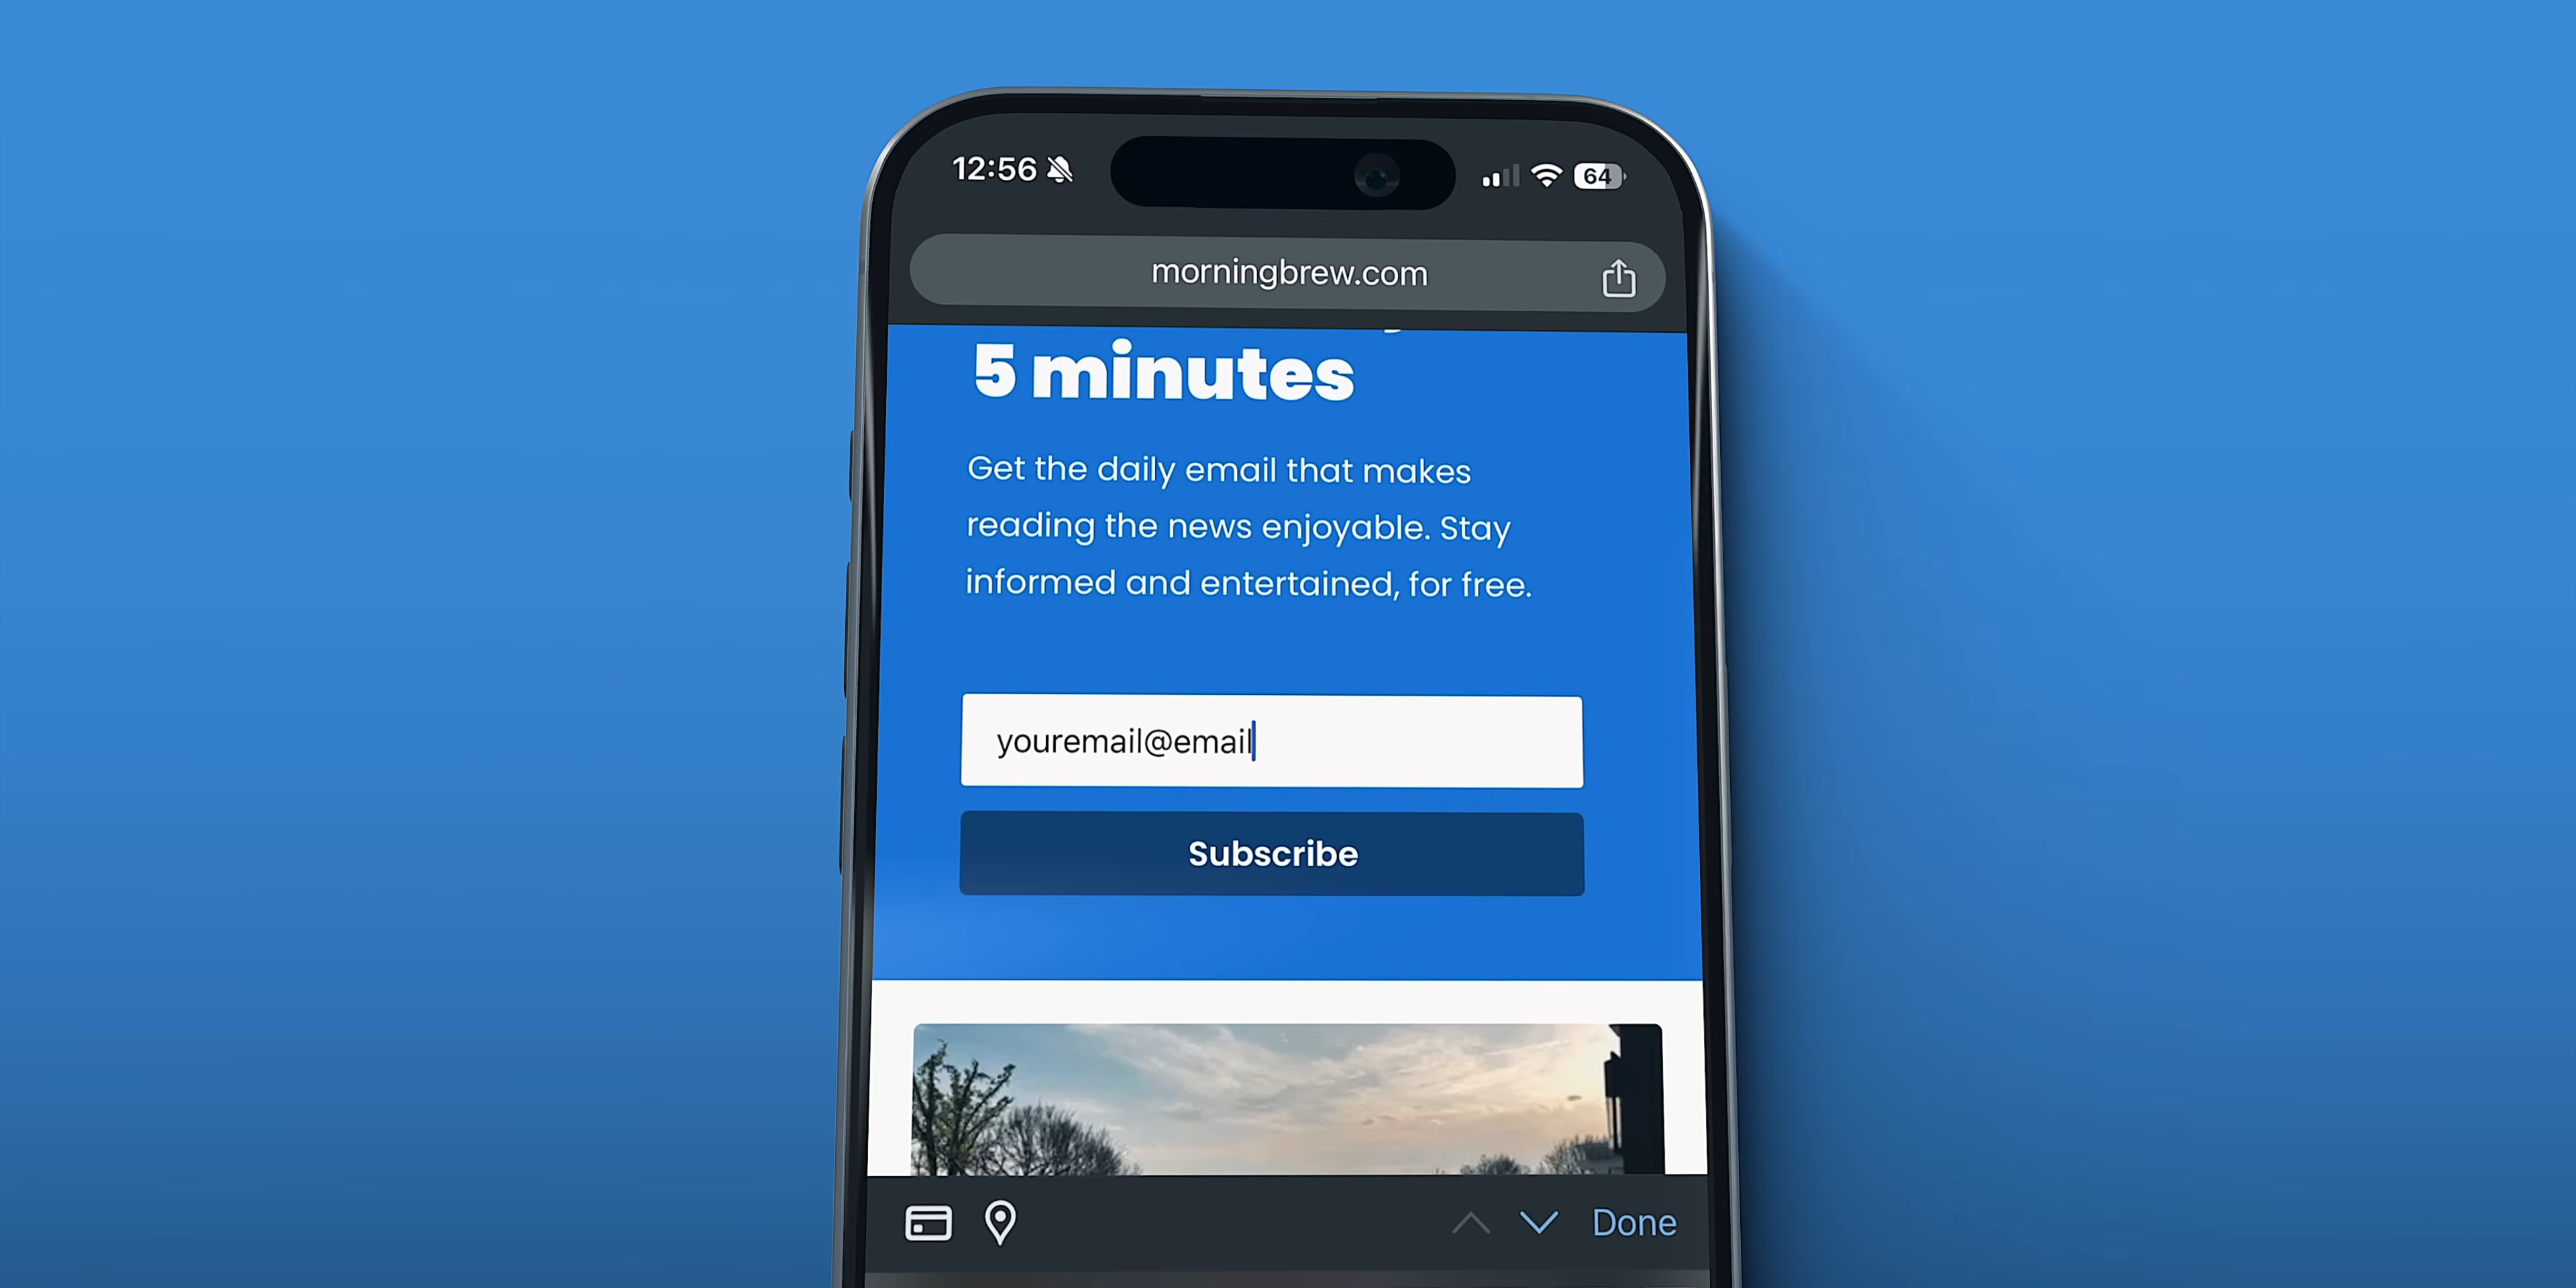 12:56
64
morningbrew.com
5 minutes
Get the daily email that makes
reading the news enjoyable. Stay
informed and entertained, for free.
youremail@email
Subscribe
Done